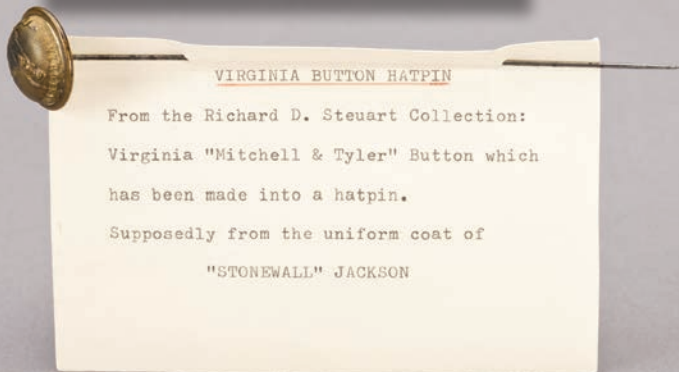 VIRGINIA BUTTON HATPIN
From the Richard D. Steuart Collection:
Virginia "Mitchell & Tyler" Button which
has been made into a hatpin.
Supposedly from the uniform coat of
"STONEWALL" JACKSON